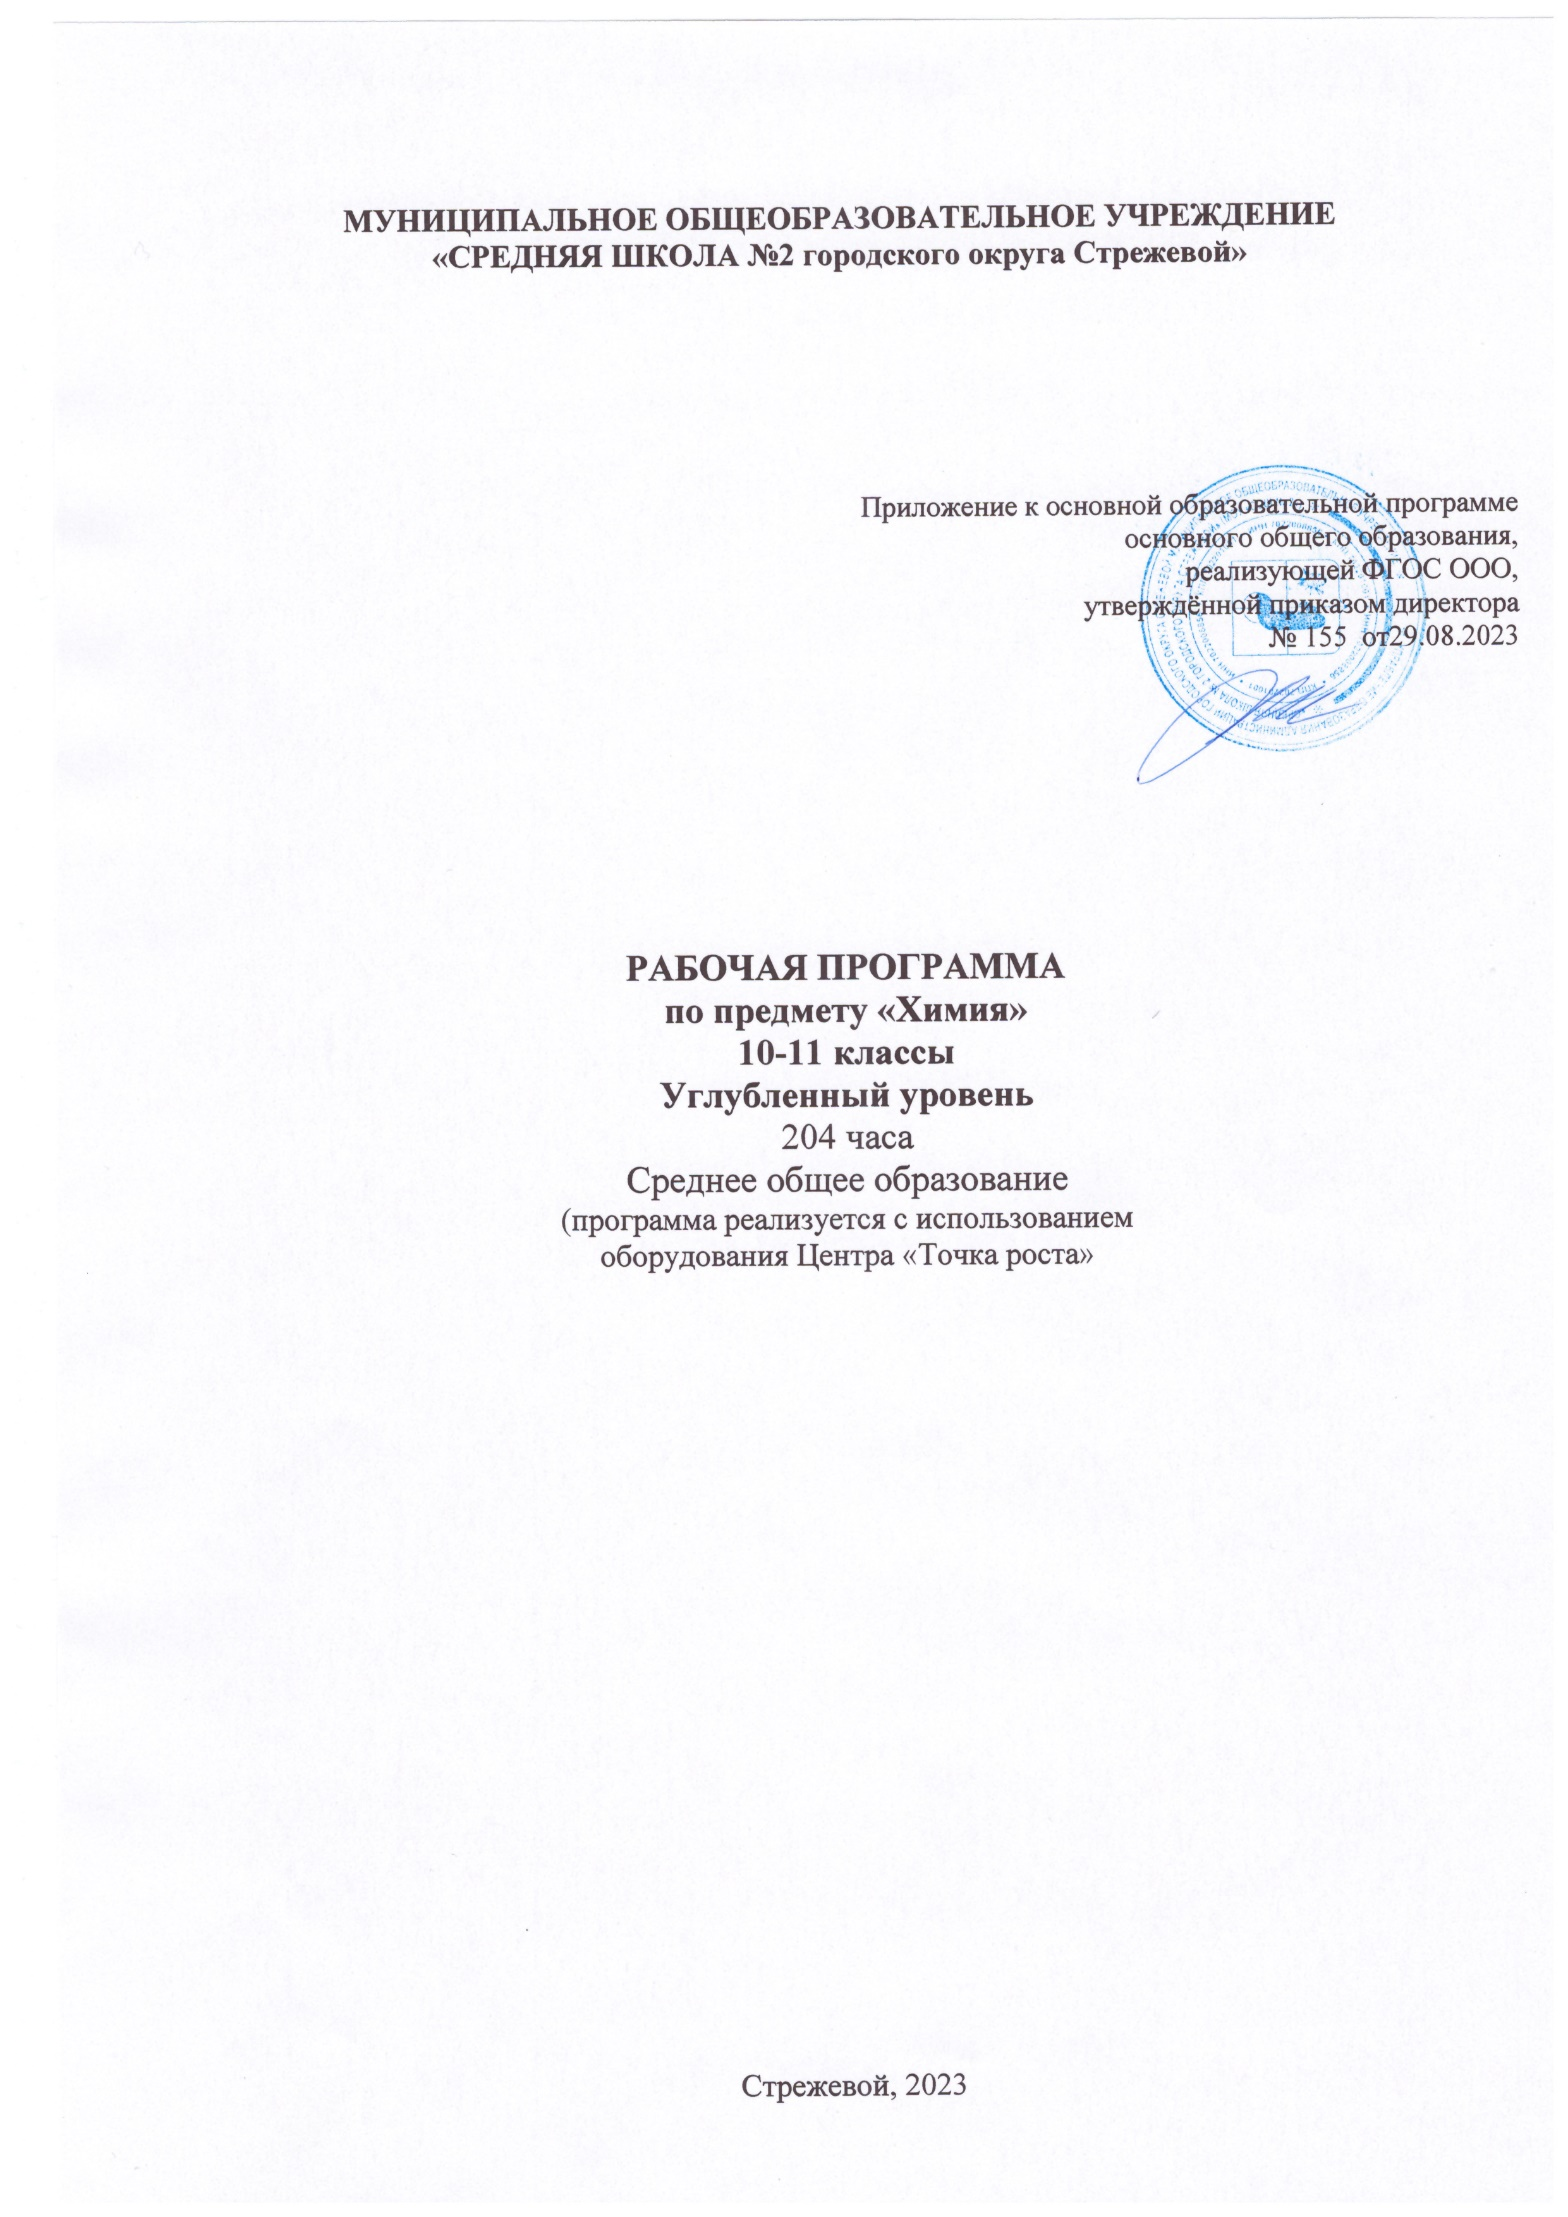 МУНИЦИПАЛЬНОЕ ОБЩЕОБРАЗОВАТЕЛЬНОЕ УЧРЕЖДЕНИЕ
«СРЕДНЯЯ ШКОЛА №2 городского округа Стрежевой»
Приложение к основной образовательной программе
основного общего образования,
реализующей ФГОС ООО,
утверждённой приказом директора
№ 155 от29.08.2023
РАБОЧАЯ ПРОГРАММА
по предмету «Химия»
10-11 классы
Углубленный уровень
204 часа
Среднее общее образование
(программа реализуется с использованием
оборудования Центра «Точка роста»
Стрежевой, 2023